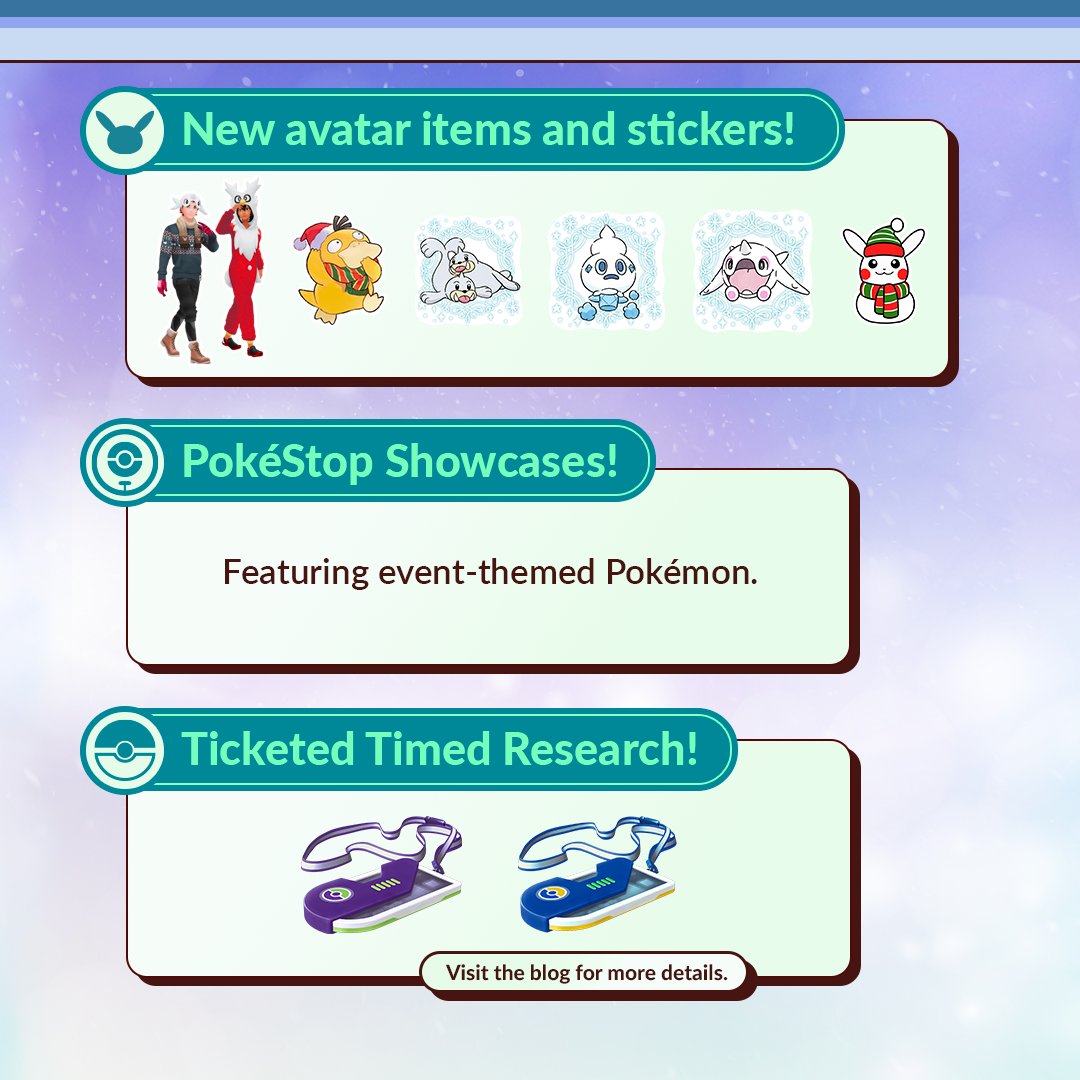 New avatar items and stickers!
PokéStop Showcases!
Featuring event-themed Pokémon.
Ticketed Timed Research!
Visit the blog for more details.